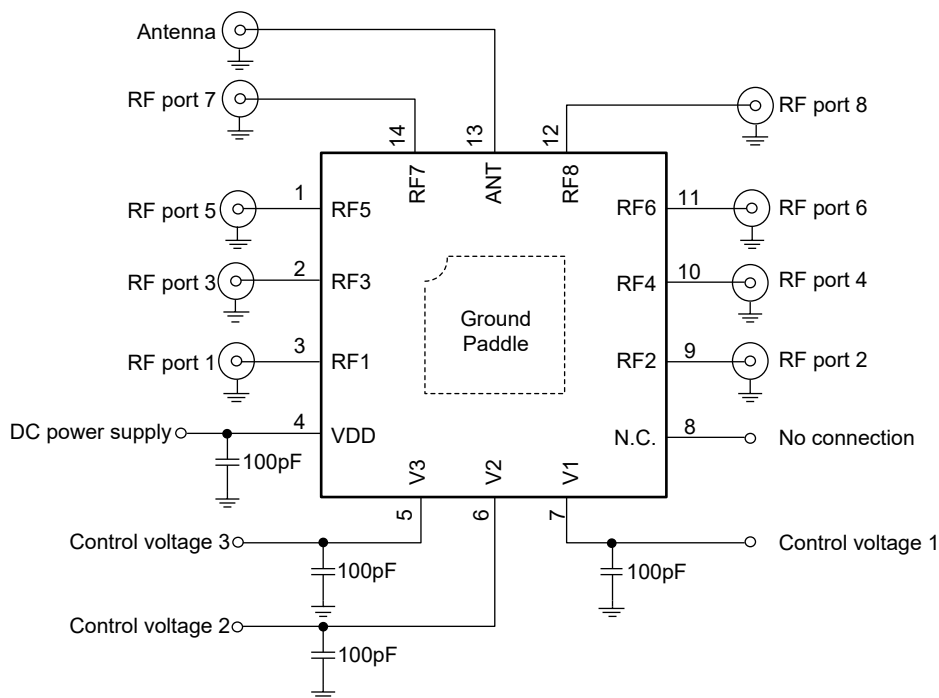 Antenna
RF port 7
RF port 8
14
13
12
RF7
ANT
RF8
RF port 5
1
RF5
RF6
11
RF port 6
RF port 3
2
RF3
RF4
10
RF port 4
Ground
Paddle
RF port 1
3
RF1
RF2
9
RF port 2
DC power supply
4
VDD
N.C.
8
No connection
100pF
V3
V2
V1
5
6
7
Control voltage 3
Control voltage 1
100pF
100pF
Control voltage 2
100pF